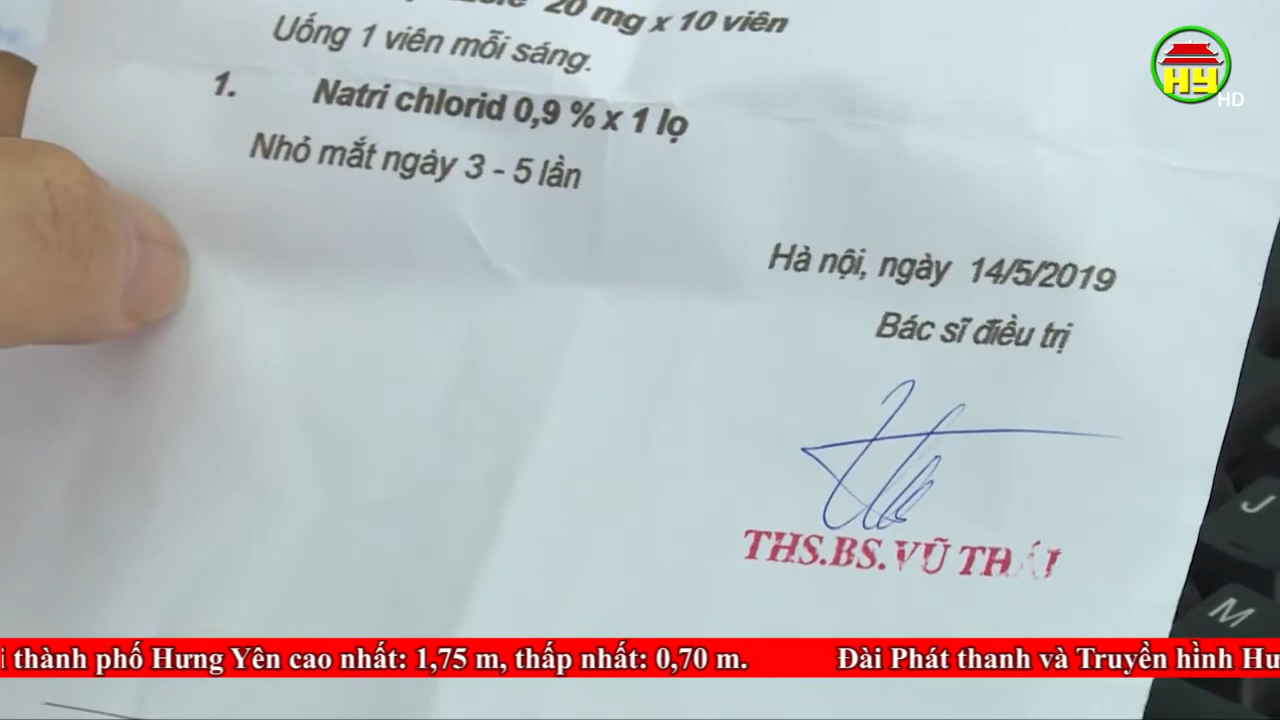 20 mg x 10 viên
Uống 1 viên mỗi sáng.
1. Natri chlorid 0,9 % x 1 lọ
Nhỏ mắt ngày 3 - 5 lần
Hà nội, ngày 14/5/2019
Bác sĩ điều trị
THS.BS.VŨ THÁI
HY
HD
J
M
thành phố Hưng Yên cao nhất: 1,75 m, thấp nhất: 0,70 m. Đài Phát thanh và Truyền hình